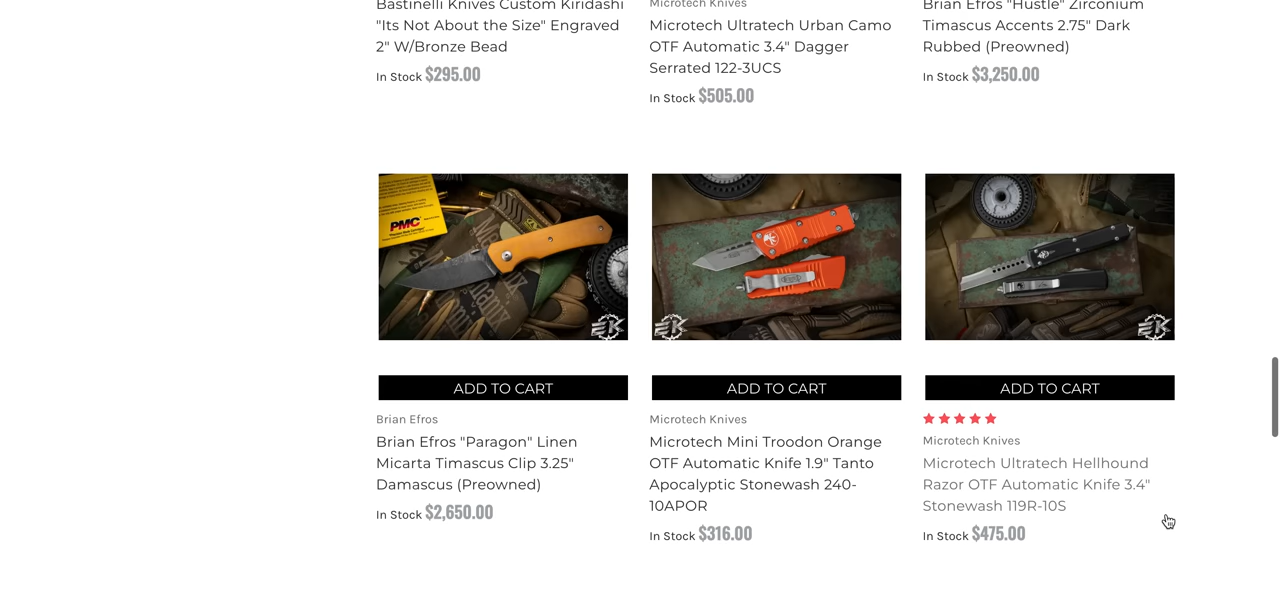 Bastinelli Knives Custom Kiridashi
"Its Not About the Size" Engraved
2" W/Bronze Bead
In Stock $295.00
Microtech Knives
Microtech Ultratech Urban Camo
OTF Automatic 3.4" Dagger
Serrated 122-3UCS
In Stock $505.00
Brian Efros "Hustle" Zirconium
Timascus Accents 2.75" Dark
Rubbed (Preowned)
In Stock $3,250.00
PMC
EK
EK
EK
ADD TO CART
Brian Efros
Brian Efros "Paragon" Linen
Micarta Timascus Clip 3.25"
Damascus (Preowned)
In Stock $2,650.00
ADD TO CART
Microtech Knives
Microtech Mini Troodon Orange
OTF Automatic Knife 1.9" Tanto
Apocalyptic Stonewash 240-
10APOR
In Stock $316.00
ADD TO CART
Microtech Knives
Microtech Ultratech Hellhound
Razor OTF Automatic Knife 3.4"
Stonewash 119R-10S
In Stock $475.00